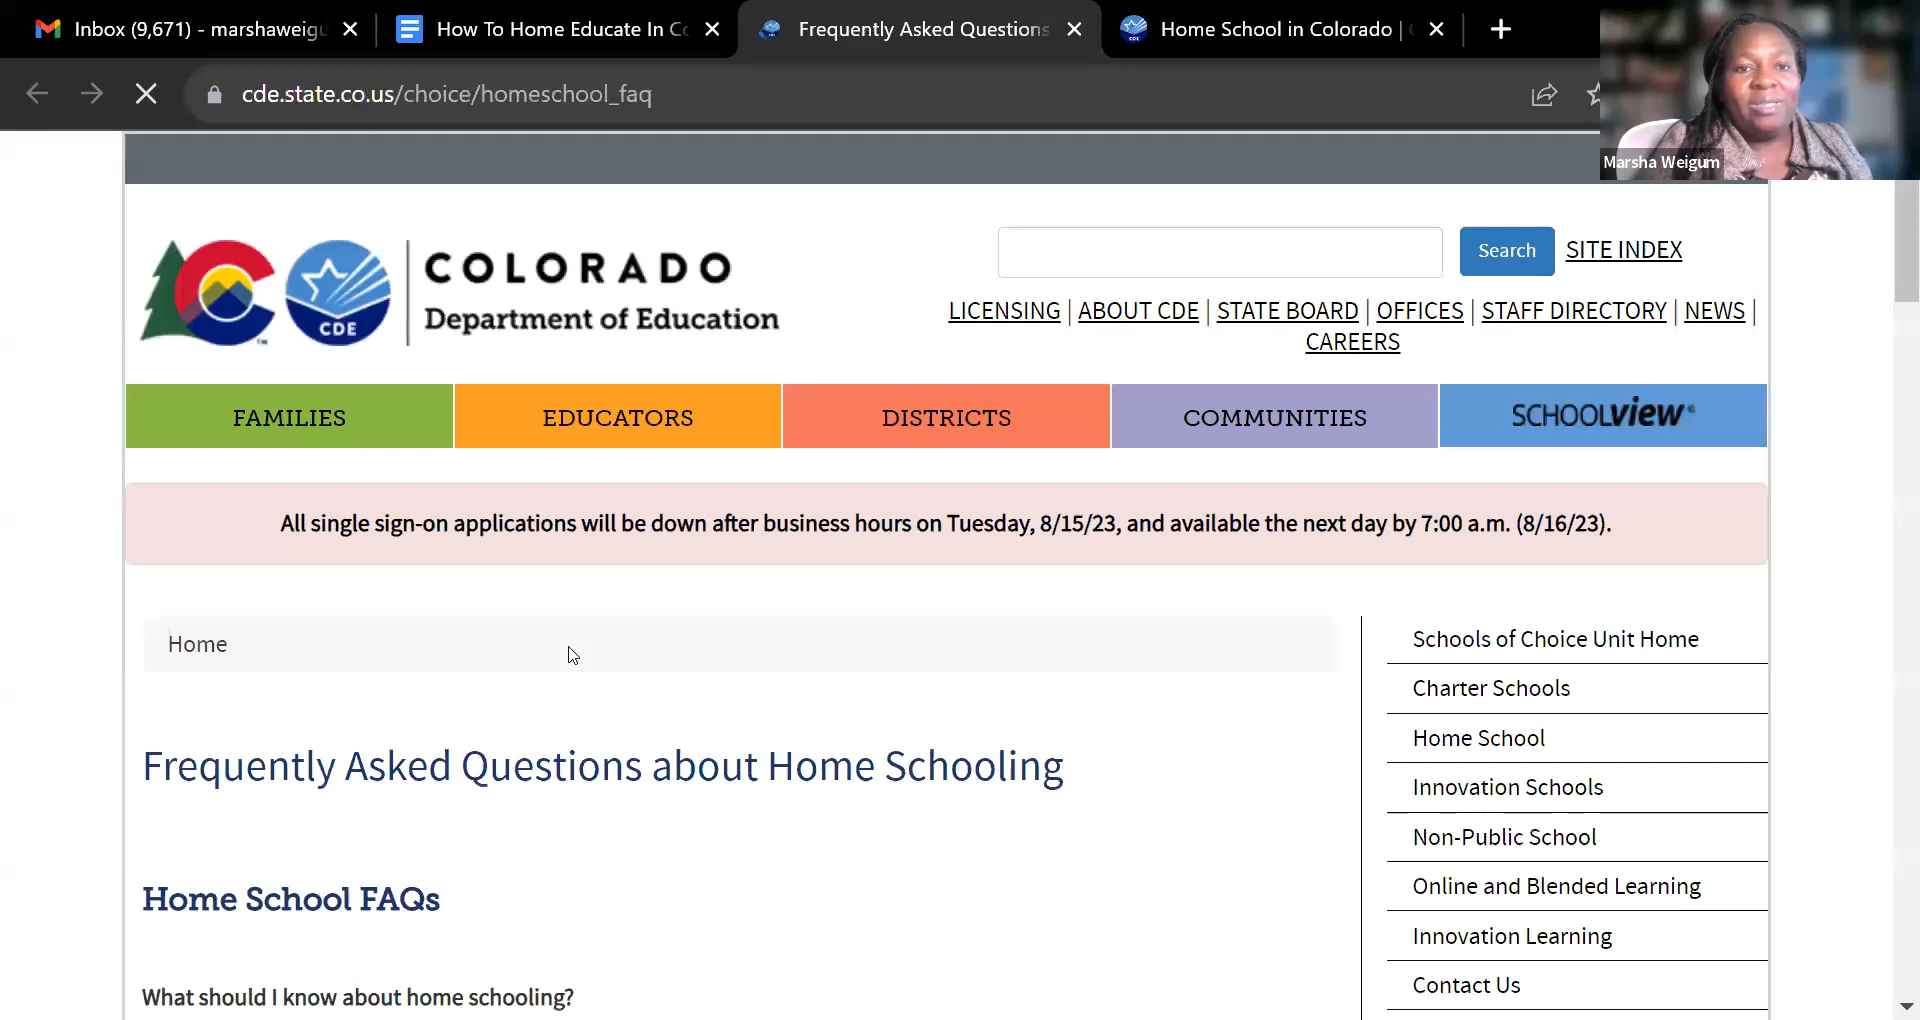 Inbox (9,671) - marshaweigu
How To Home Educate In Co
Frequently Asked Questions
Home School in Colorado |
cde.state.co.us/choice/homeschool_faq
Marsha Weigum
COLORADO
Department of Education
CDE
Search
SITE INDEX
LICENSING | ABOUT CDE | STATE BOARD | OFFICES | STAFF DIRECTORY | NEWS |
CAREERS
FAMILIES
EDUCATORS
DISTRICTS
COMMUNITIES
SCHOOLVIEW®
All single sign-on applications will be down after business hours on Tuesday, 8/15/23, and available the next day by 7:00 a.m. (8/16/23).
Home
Frequently Asked Questions about Home Schooling
Home School FAQs
What should I know about home schooling?
Schools of Choice Unit Home
Charter Schools
Home School
Innovation Schools
Non-Public School
Online and Blended Learning
Innovation Learning
Contact Us